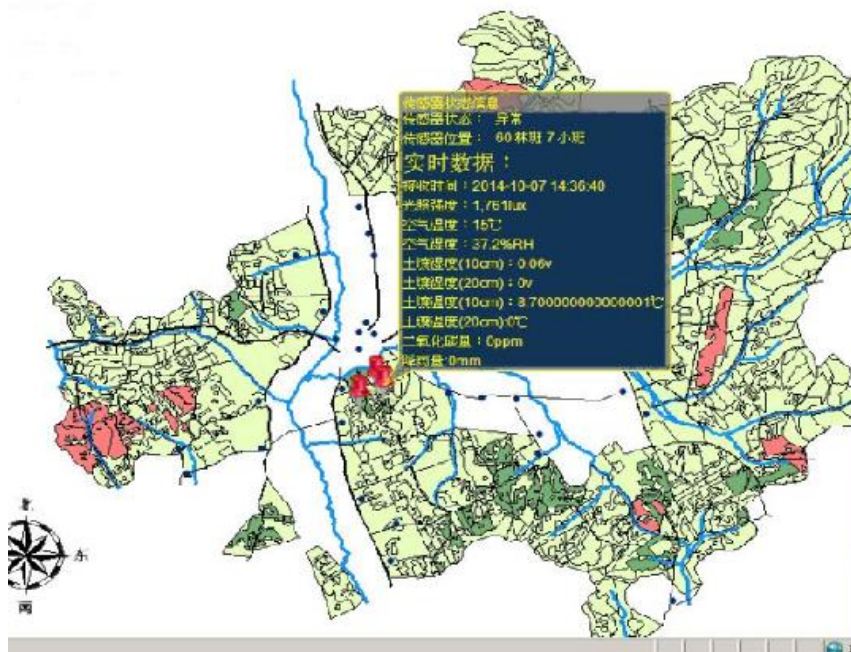 传感器状态信息
传感器状态： 异常
传感器位置： 60林班7小班
实时数据：
接收时间：2014-10-07 14:36:40
光照强度：1,761lux
空气温度：15℃
空气湿度：37.2%RH
土壤湿度(10cm)：0.06v
土壤湿度(20cm)：0v
土壤温度(10cm)：8.700000000000001℃
土壤温度(20cm):0℃
二氧化碳量：0ppm
降雨量:0mm
北
东
南